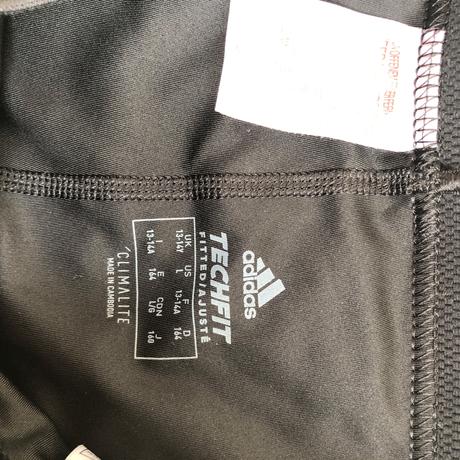 adidas
TECHFIT
FITTED/AJUSTÉ
UK US F D
13-14Y L 13-14A 164
I E CDN J
13-14A 164 L/G 160
CLIMALITE
MADE IN CAMBODIA